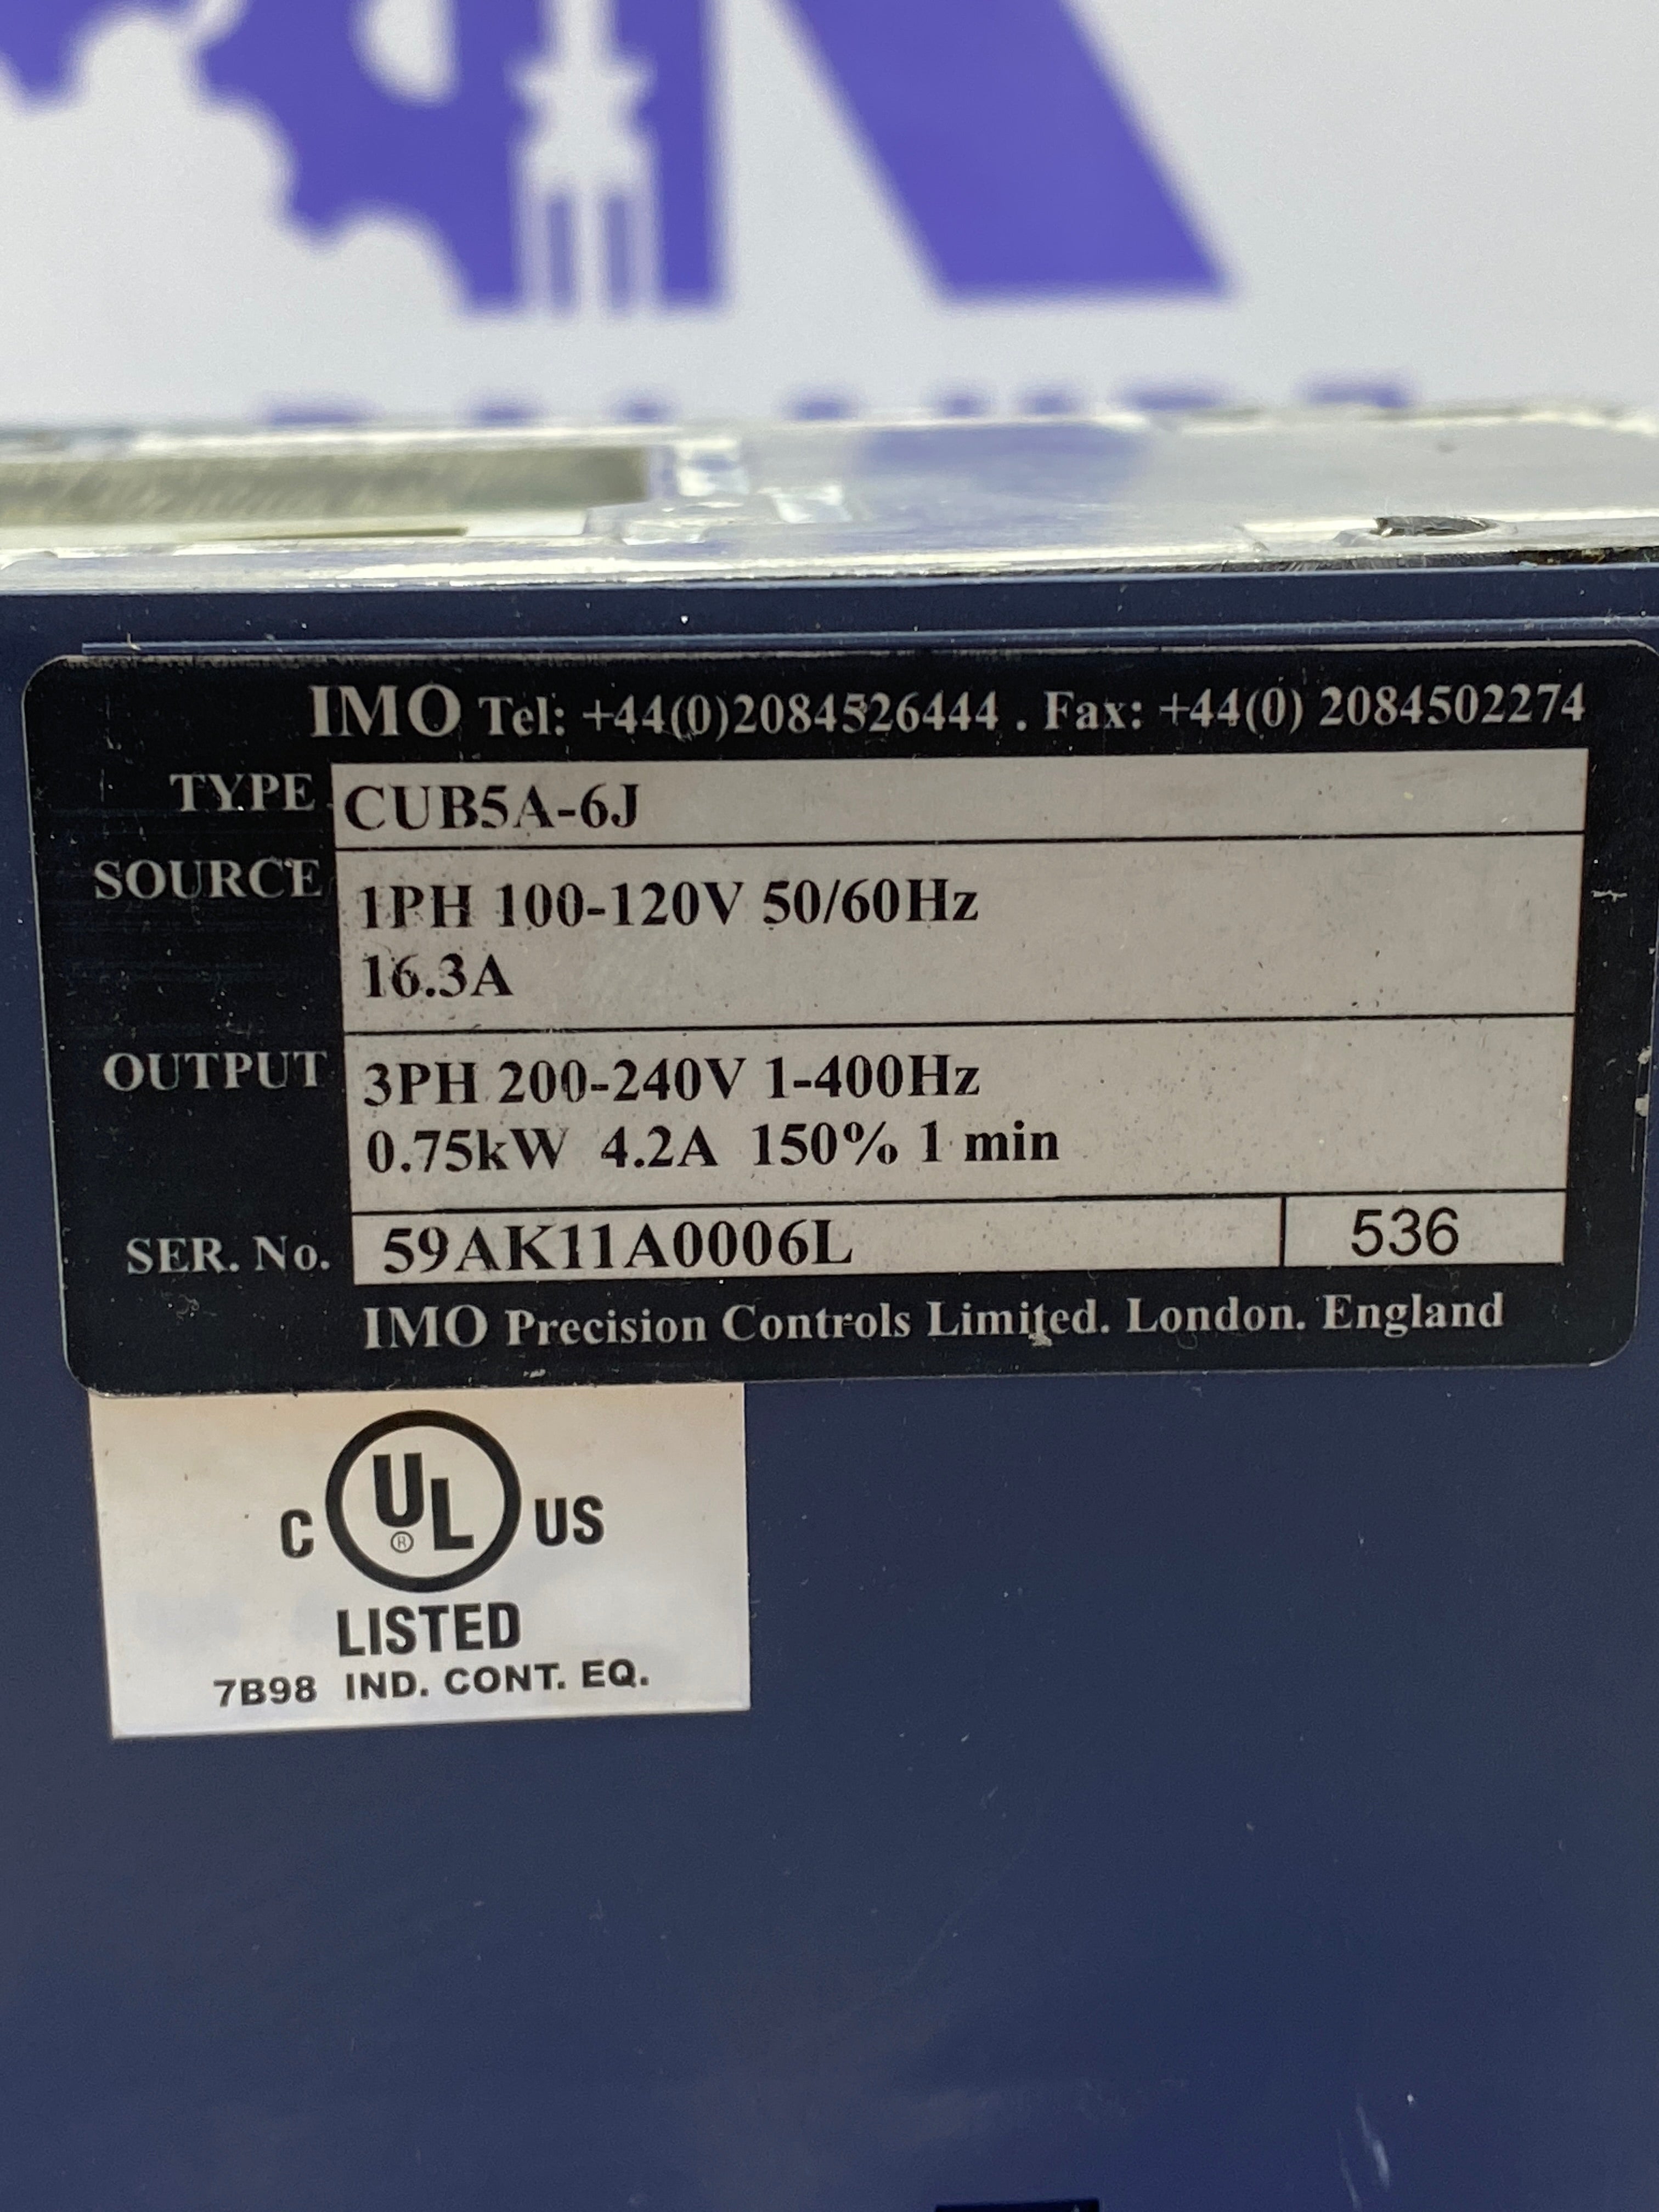 IMO Tel: +44(0)2084526444 . Fax: +44(0) 2084502274
TYPE CUB5A-6J
SOURCE 1PH 100-120V 50/60Hz
16.3A
OUTPUT 3PH 200-240V 1-400Hz
0.75kW 4.2A 150% 1 min
SER. No. 59AK11A0006L 536
IMO Precision Controls Limited. London. England
C UL ® US
LISTED
7B98 IND. CONT. EQ.